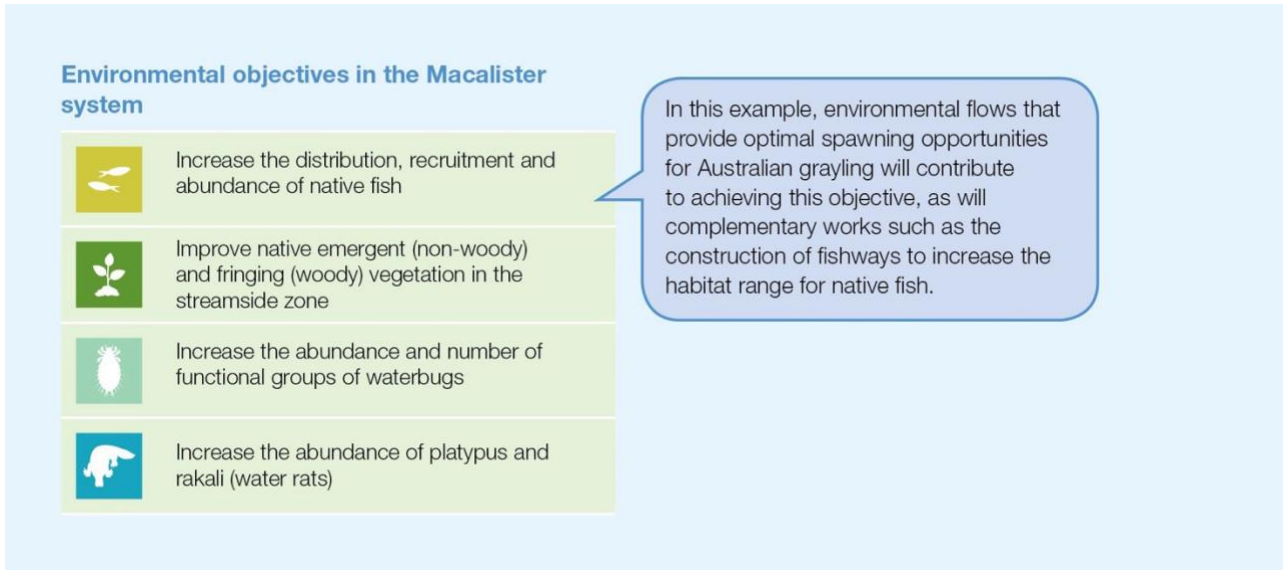 Environmental objectives in the Macalister
system
Increase the distribution, recruitment and
abundance of native fish
Improve native emergent (non-woody)
and fringing (woody) vegetation in the
streamside zone
Increase the abundance and number of
functional groups of waterbugs
Increase the abundance of platypus and
rakali (water rats)
In this example, environmental flows that
provide optimal spawning opportunities
for Australian grayling will contribute
to achieving this objective, as will
complementary works such as the
construction of fishways to increase the
habitat range for native fish.